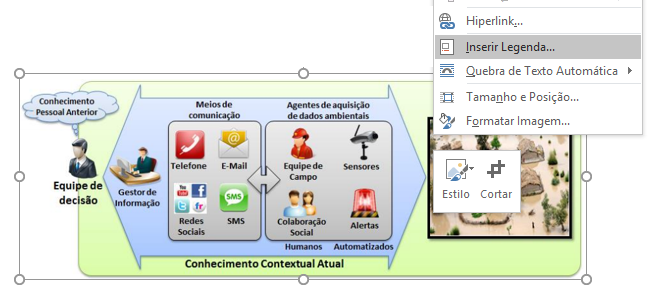 Hiperlink...
Inserir Legenda...
Quebra de Texto Automática
Tamanho e Posição...
Formatar Imagem...
Estilo
Cortar
Conhecimento
Pessoal Anterior
Equipe de
decisão
Gestor de
Informação
Meios de
comunicação
Telefone
E-Mail
Redes
Sociais
SMS
SMS
Agentes de aquisição
de dados ambientais
Equipe de
Campo
Sensores
Colaboração
Social
Alertas
Humanos
Automatizados
Conhecimento Contextual Atual